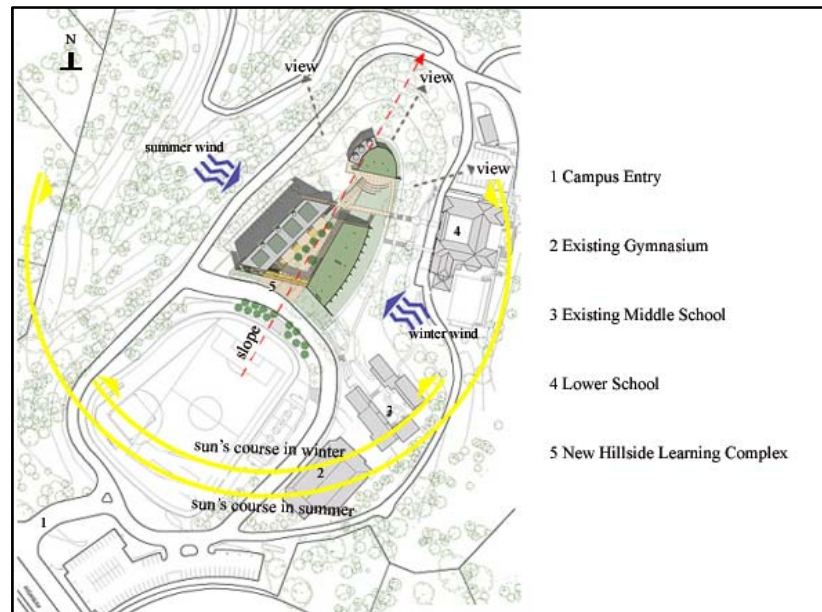 N
view
view
summer wind
view
4
5
slope
winter wind
3
sun's course in winter
2
sun's course in summer
1
1 Campus Entry
2 Existing Gymnasium
3 Existing Middle School
4 Lower School
5 New Hillside Learning Complex